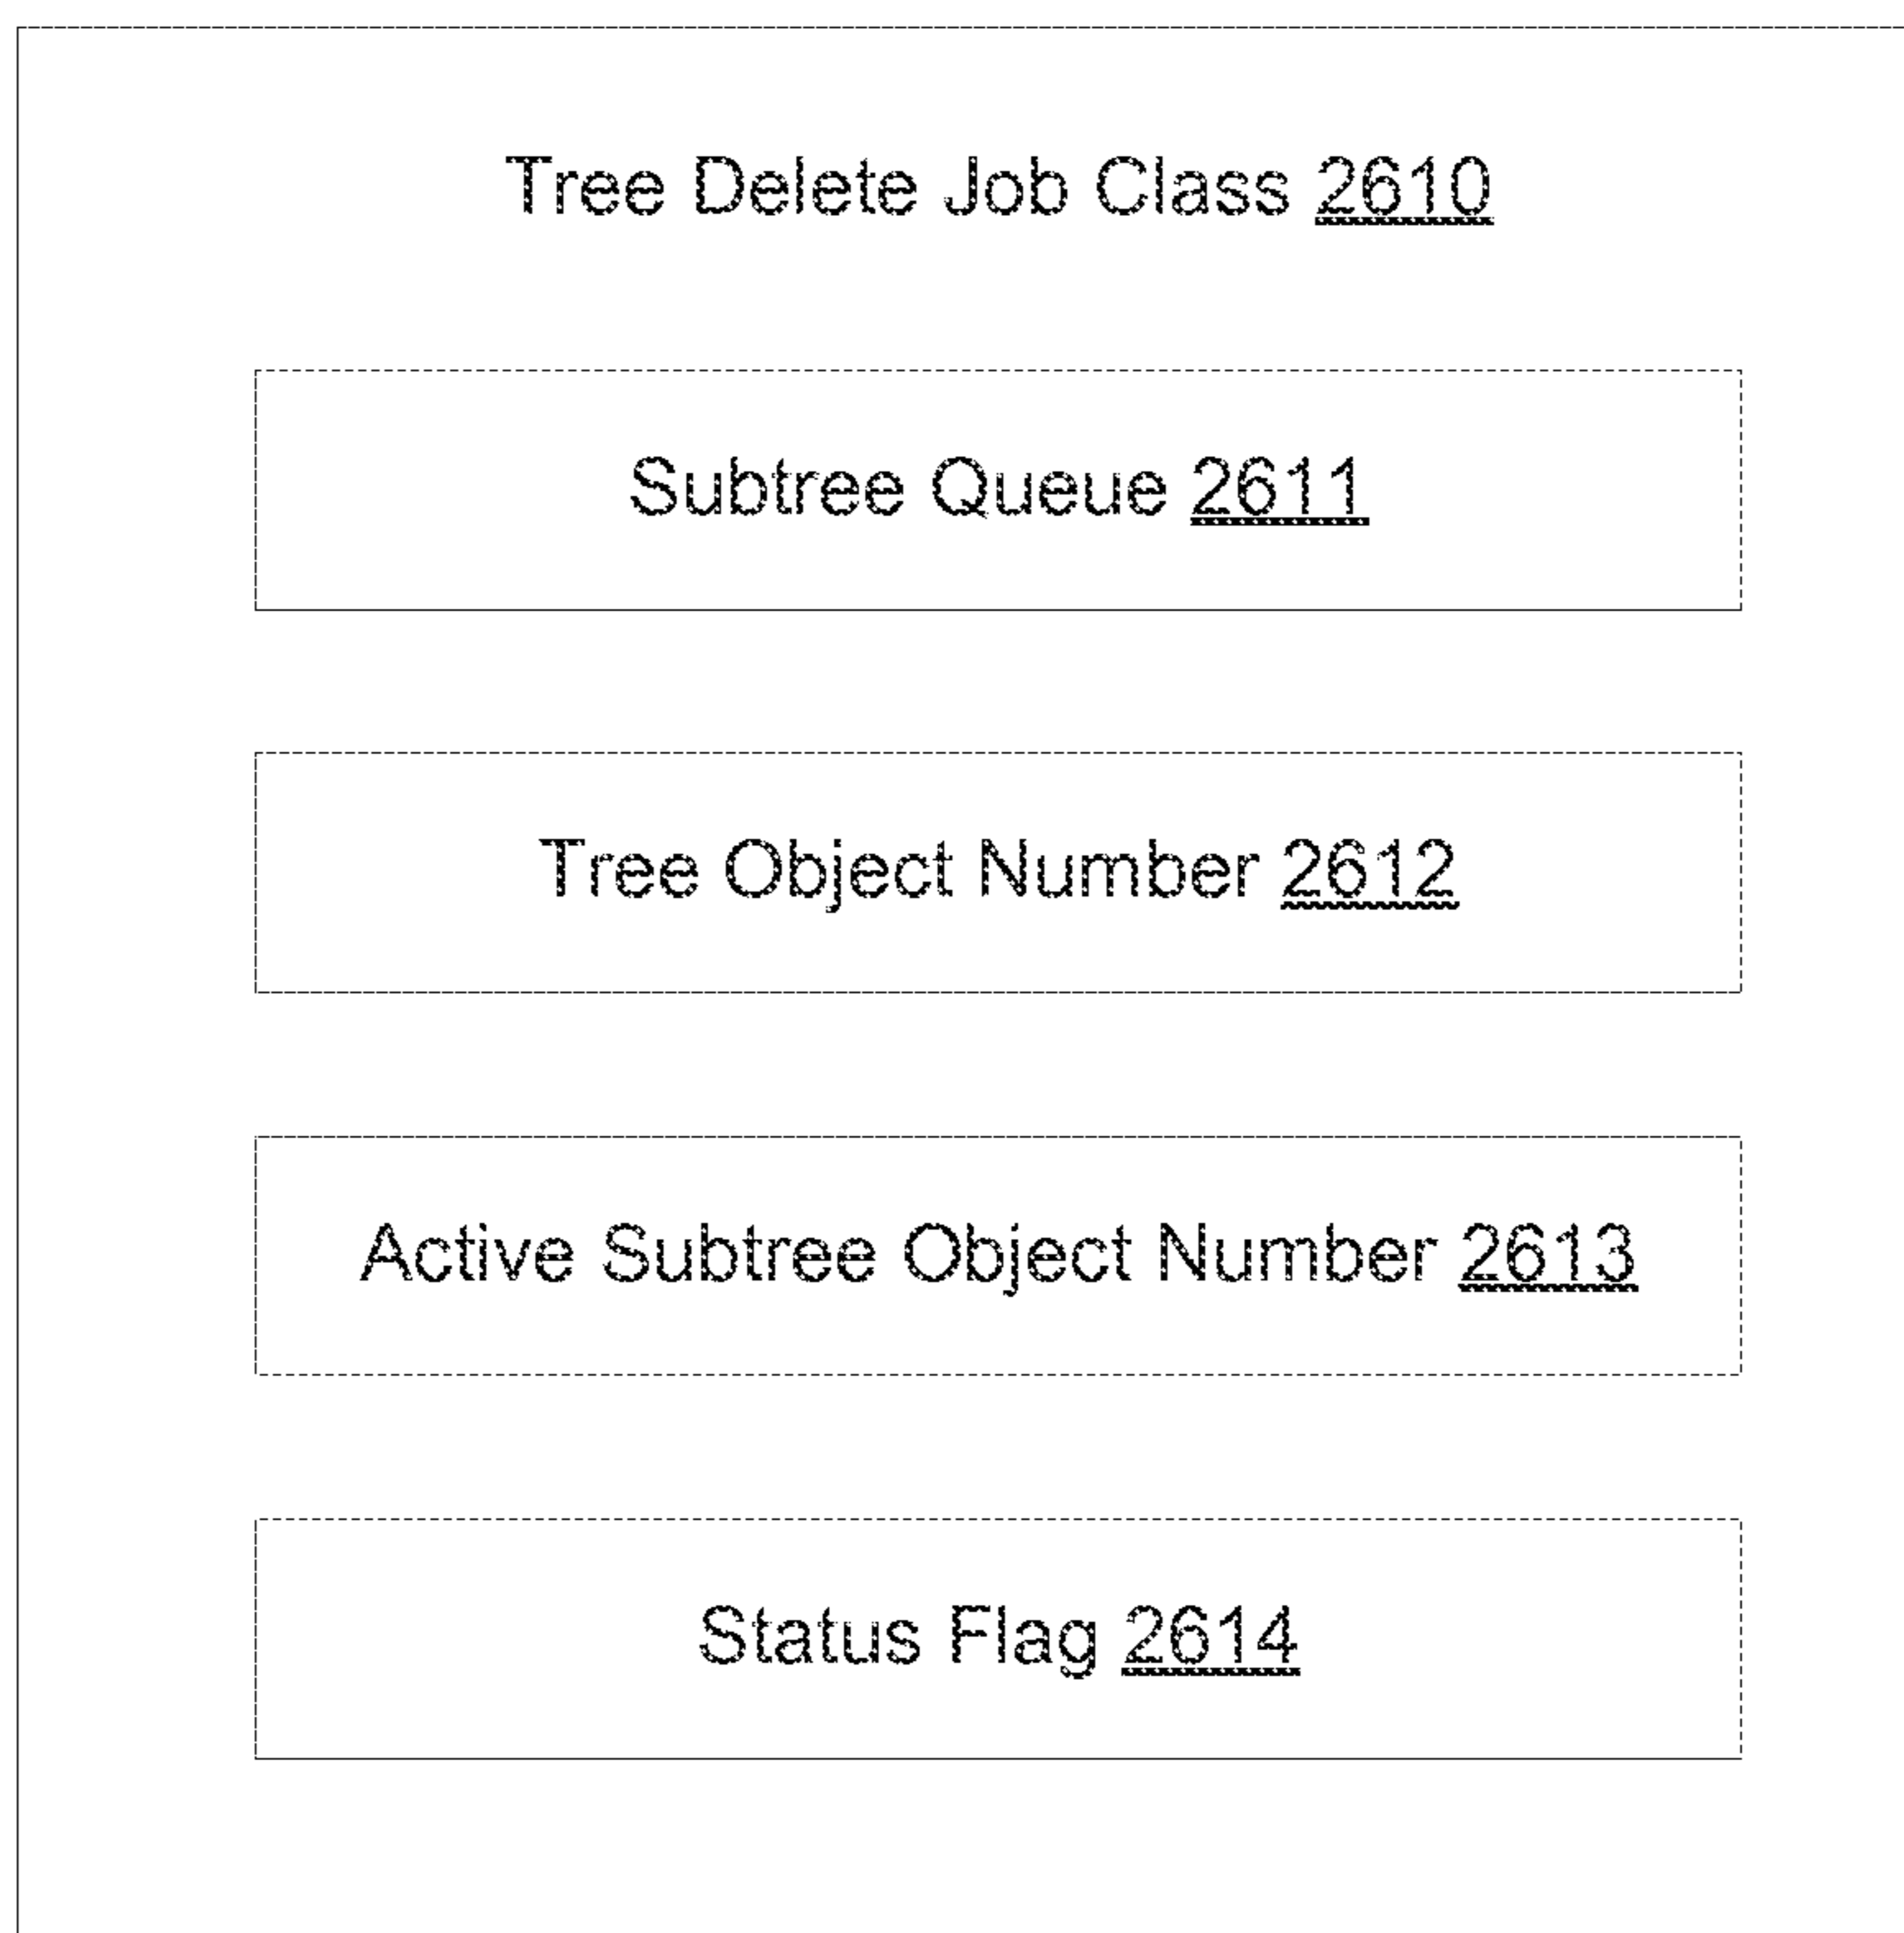 Tree Delete Job Class 2610
Subtree Queue 2611
Tree Object Number 2612
Active Subtree Object Number 2613
Status Flag 2614